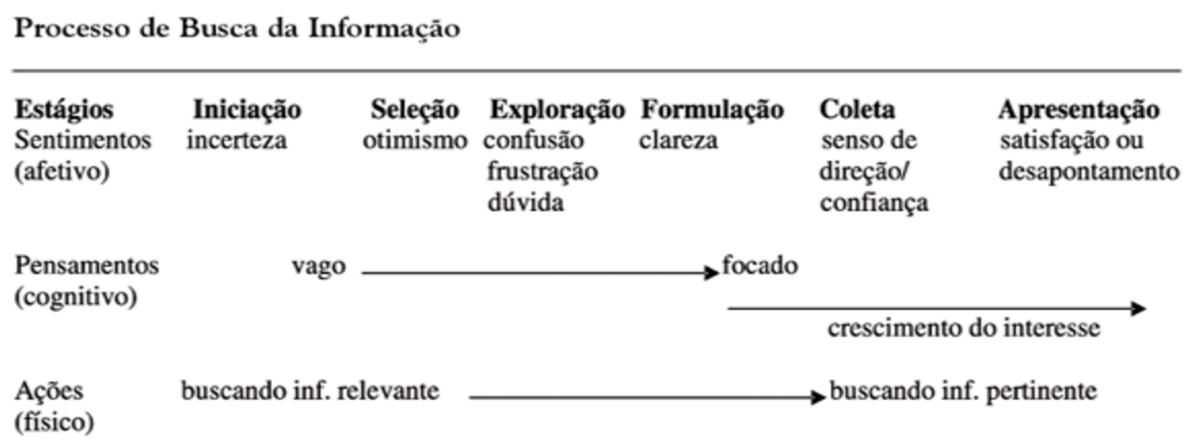 Processo de Busca da Informação
Estágios Iniciação Seleção Exploração Formulação Coleta Apresentação
Sentimentos incerteza otimismo confusão clareza senso de satisfação ou
(afetivo) frustração direção/ desapontamento
dúvida confiança
Pensamentos vago focado
(cognitivo)
crescimento do interesse
Ações buscando inf. relevante buscando inf. pertinente
(físico)